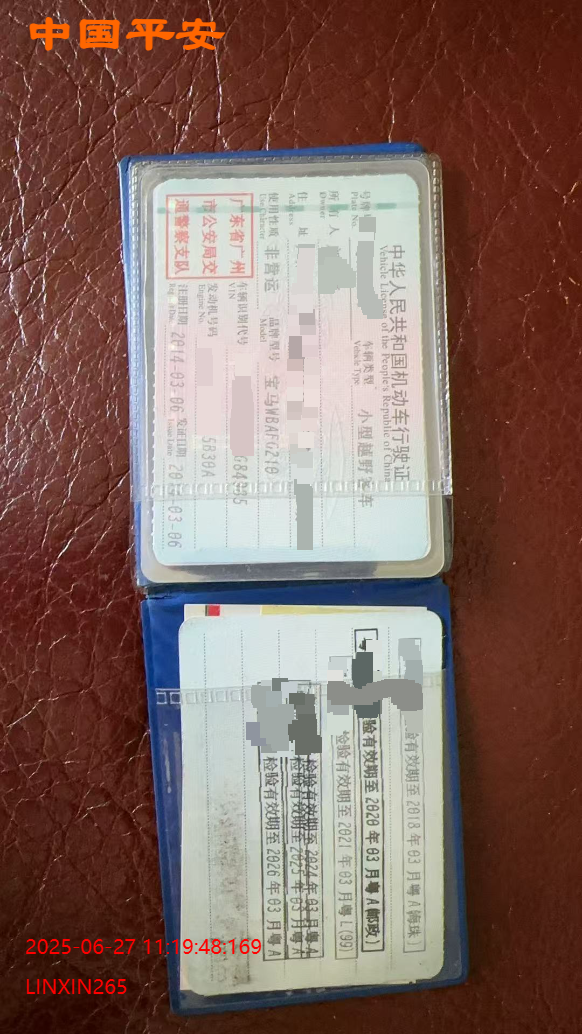 中国平安
中华人民共和国机动车行驶证
Vehicle License of the People's Republic of China
号牌
Plate No.
车辆类型
Vehicle Type
小型越野
车
所有人
Owner
住址
Address
使用性质
Use Character
非营运
品牌型号
Model
宝马WBAFG210
广东省广州
市公安局交
通警察支队
车辆识别代号
VIN
发动机号码
Engine No.
5B30A
注册日期
2014-03-06
发证日期
Issue Date
03-06
检验有效期至2018年03月粤A(海珠)
检验有效期至2020年03月粤A(邮政)
检验有效期至2021年03月粤L(99)
检验有效期至2024年03月粤A
检验有效期至2025年03月粤A
检验有效期至2026年03月粤A
2025-06-27 11:19:48:169
LINXIN265